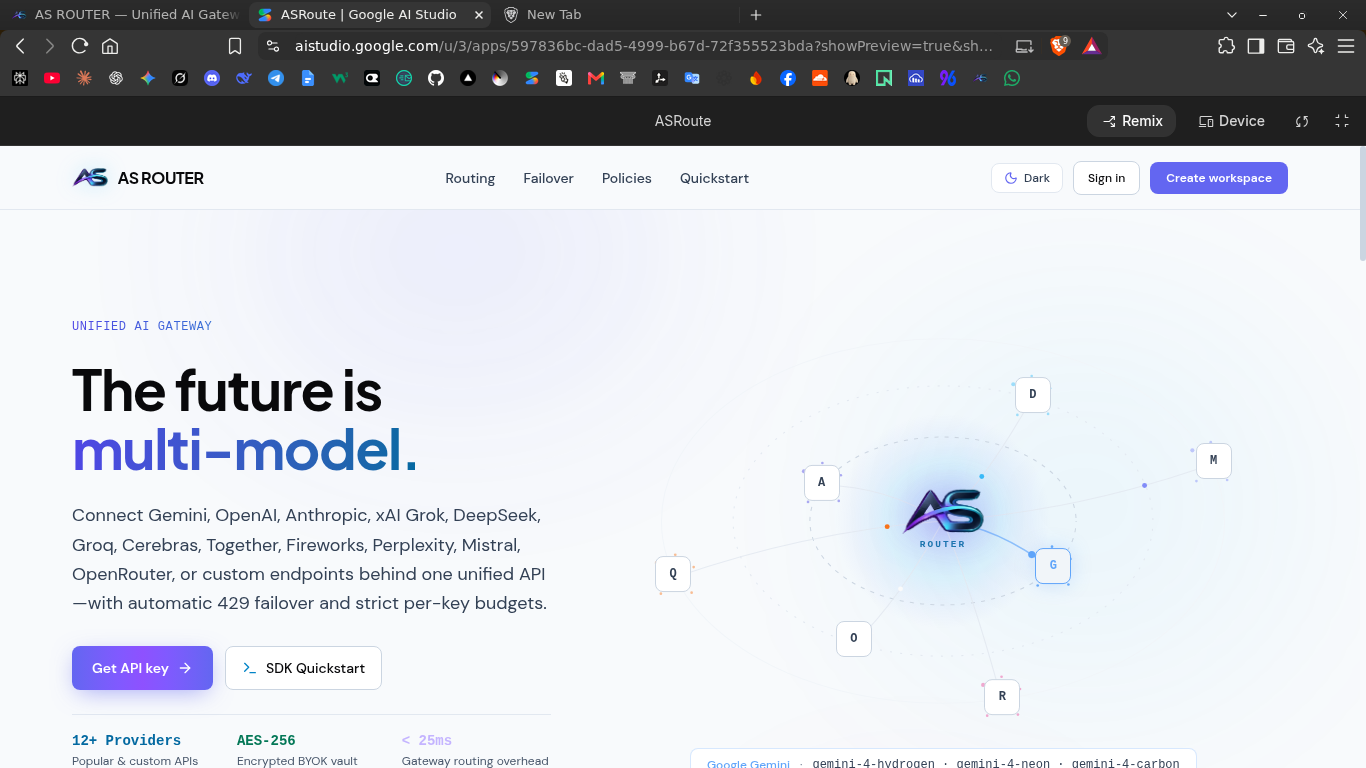 AS ROUTER — Unified AI Gatew
ASRoute | Google AI Studio
New Tab
aistudio.google.com/u/3/apps/597836bc-dad5-4999-b67d-72f355523bda?showPreview=true&sh...
9
ASRoute
Remix
Device
AS
AS ROUTER
Routing
Failover
Policies
Quickstart
Dark
Sign in
Create workspace
UNIFIED AI GATEWAY
The future is
multi-model.
Connect Gemini, OpenAI, Anthropic, xAI Grok, DeepSeek,
Groq, Cerebras, Together, Fireworks, Perplexity, Mistral,
OpenRouter, or custom endpoints behind one unified API
—with automatic 429 failover and strict per-key budgets.
Get API key
SDK Quickstart
12+ Providers
Popular & custom APIs
AES-256
Encrypted BYOK vault
< 25ms
Gateway routing overhead
D
M
A
AS
ROUTER
G
Q
O
R
Google Gemini · gemini-4-hydrogen · gemini-4-neon · gemini-4-carbon